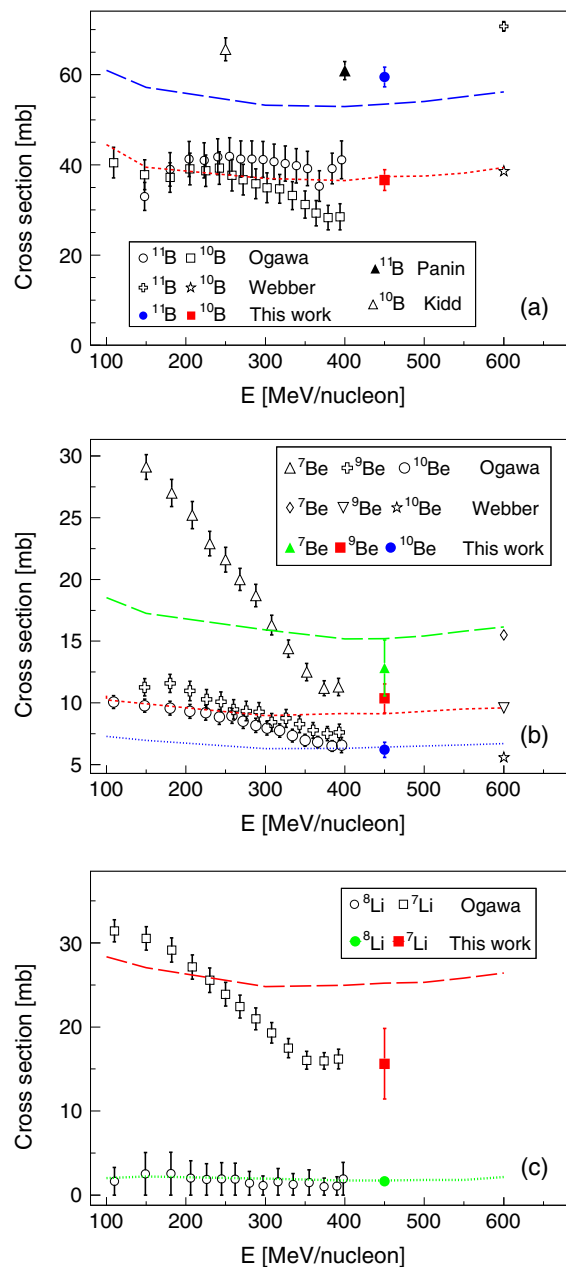 Cross section [mb]
60
40
20
0
¹¹B ¹⁰B Ogawa
¹¹B ¹⁰B Webber
¹¹B ¹⁰B This work
¹¹B Panin
¹⁰B Kidd
(a)
100 200 300 400 500 600
E [MeV/nucleon]
Cross section [mb]
30
25
20
15
10
5
⁷Be ⁹Be ¹⁰Be Ogawa
⁷Be ⁹Be ¹⁰Be Webber
⁷Be ⁹Be ¹⁰Be This work
(b)
100 200 300 400 500 600
E [MeV/nucleon]
Cross section [mb]
30
20
10
0
⁸Li ⁷Li Ogawa
⁸Li ⁷Li This work
(c)
100 200 300 400 500 600
E [MeV/nucleon]